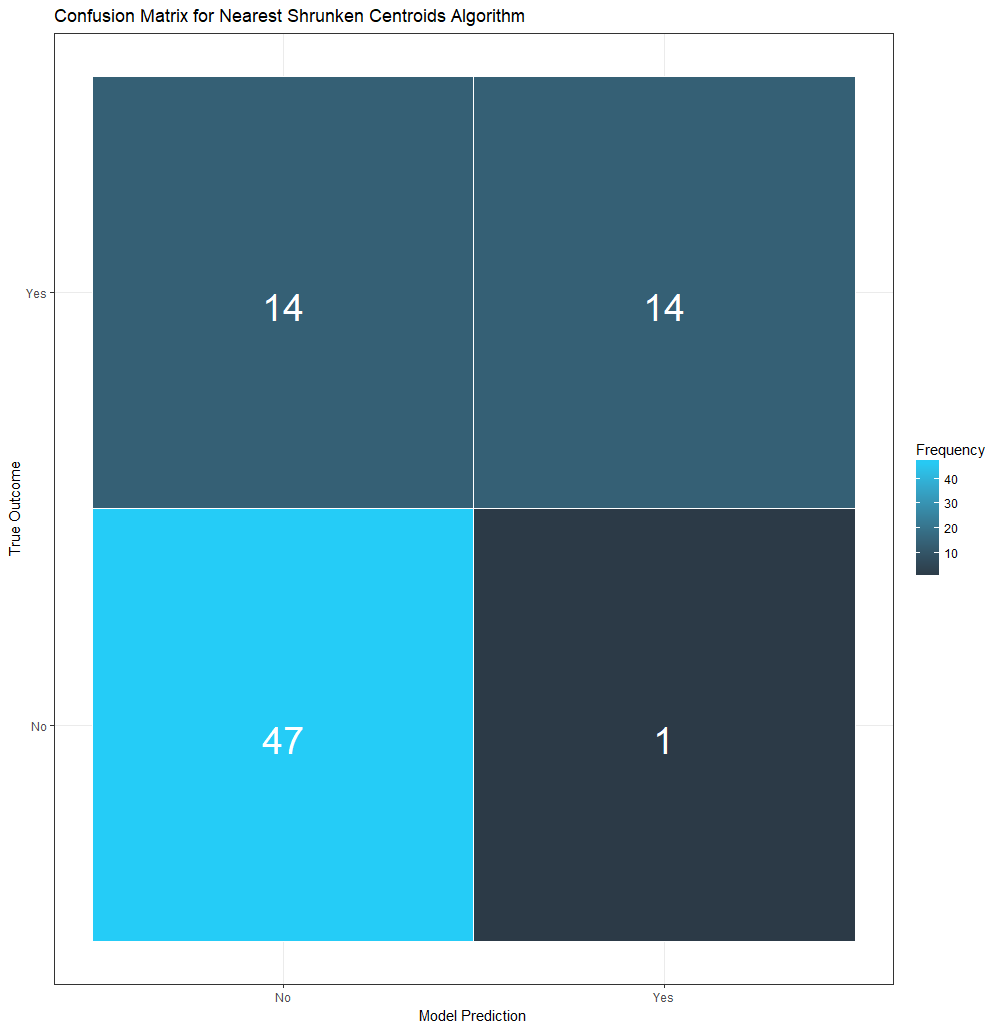 Confusion Matrix for Nearest Shrunken Centroids Algorithm
True Outcome
Yes
14 14
No
47 1
No Yes
Model Prediction
Frequency
40
30
20
10